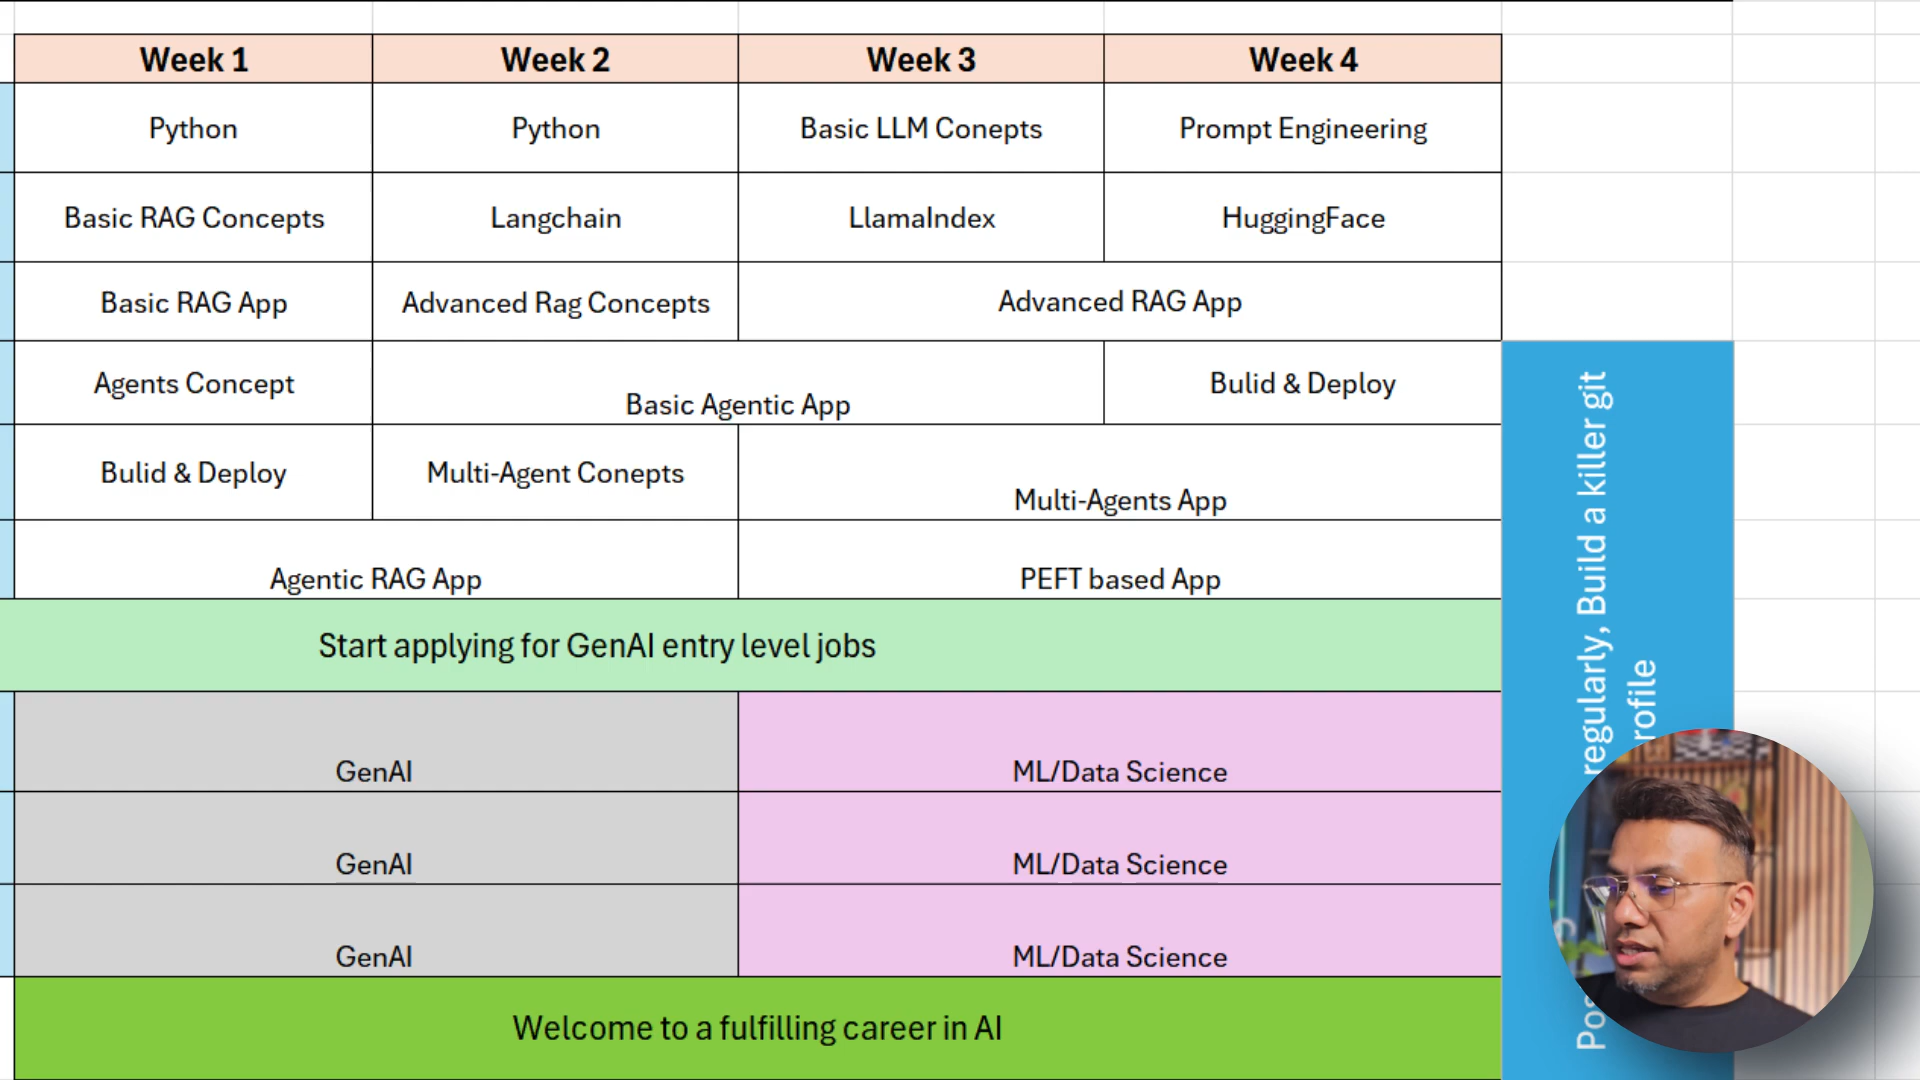 Week 1 Week 2 Week 3 Week 4
Python Python Basic LLM Conepts Prompt Engineering
Basic RAG Concepts Langchain LlamaIndex HuggingFace
Basic RAG App Advanced Rag Concepts Advanced RAG App
Agents Concept Basic Agentic App Bulid & Deploy
Bulid & Deploy Multi-Agent Conepts Multi-Agents App
Agentic RAG App PEFT based App
Start applying for GenAI entry level jobs
GenAI ML/Data Science
GenAI ML/Data Science
GenAI ML/Data Science
Welcome to a fulfilling career in AI
regularly, Build a killer git